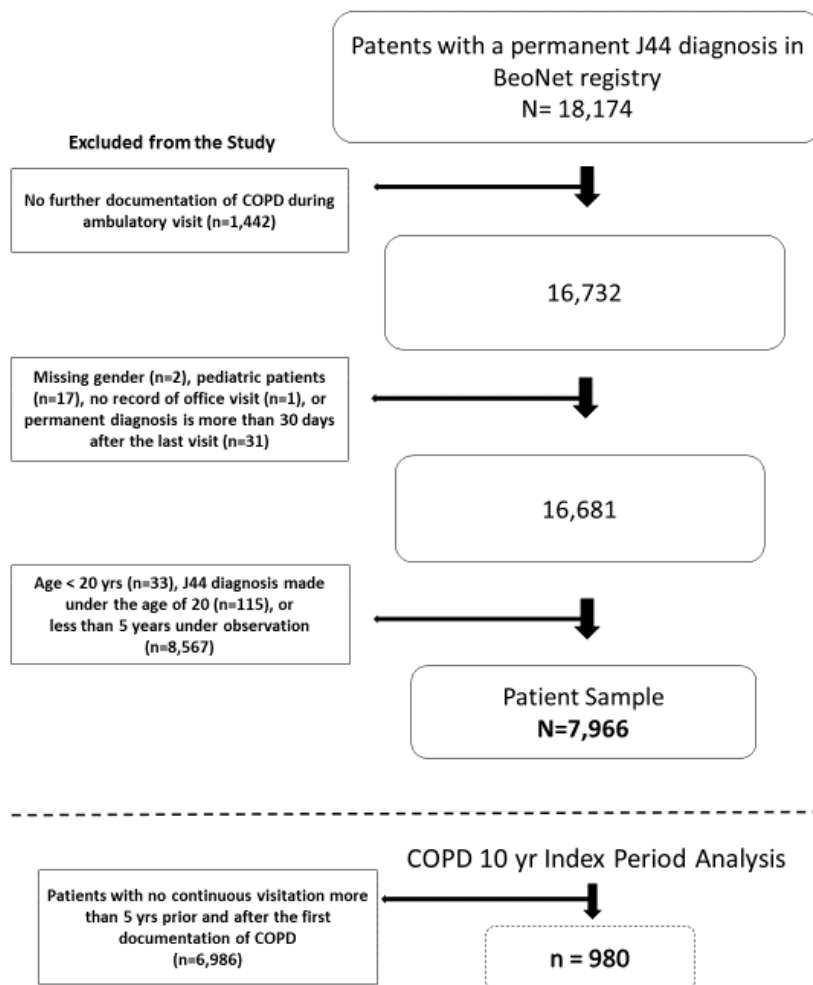 Patents with a permanent J44 diagnosis in
BeoNet registry
N= 18,174
Excluded from the Study
No further documentation of COPD during
ambulatory visit (n=1,442)
16,732
Missing gender (n=2), pediatric patients
(n=17), no record of office visit (n=1), or
permanent diagnosis is more than 30 days
after the last visit (n=31)
16,681
Age < 20 yrs (n=33), J44 diagnosis made
under the age of 20 (n=115), or
less than 5 years under observation
(n=8,567)
Patient Sample
N=7,966
COPD 10 yr Index Period Analysis
Patients with no continuous visitation more
than 5 yrs prior and after the first
documentation of COPD
(n=6,986)
n = 980